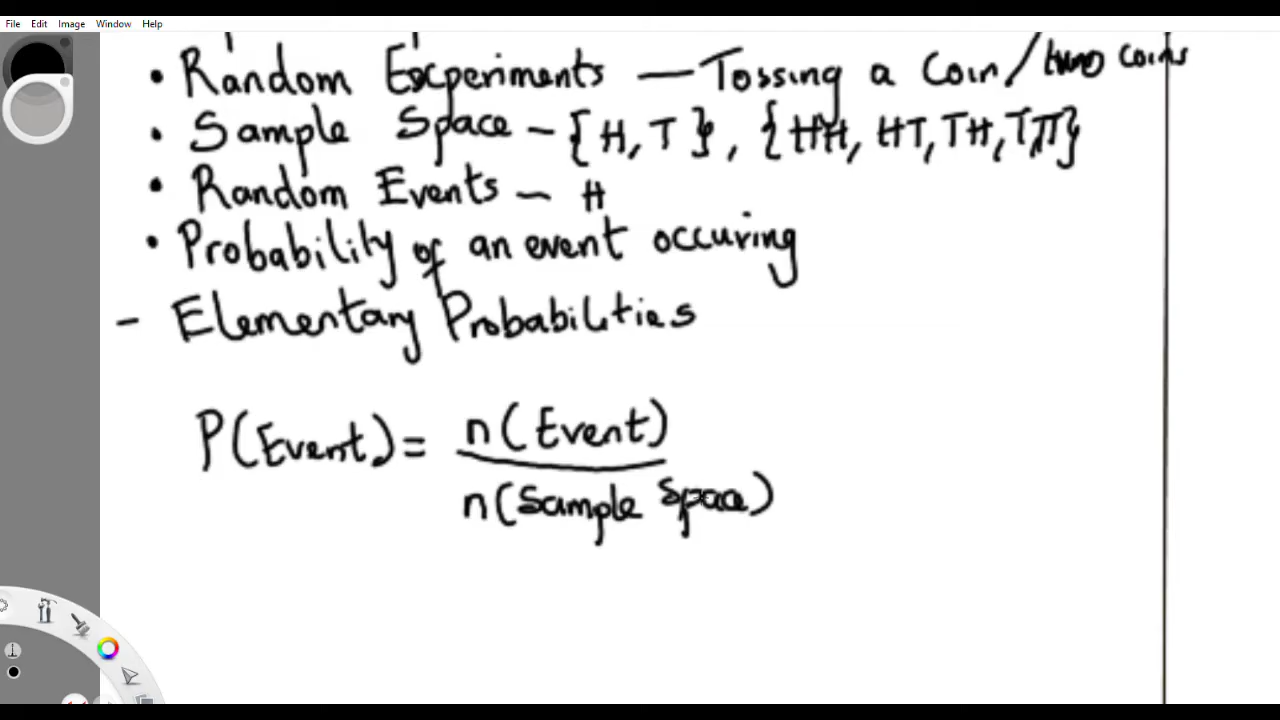 File Edit Image Window Help
• Random Experiments — Tossing a Coin/two coins
• Sample Space – {H, T}, {HH, HT, TH, TT}
• Random Events – H
• Probability of an event occuring
- Elementary Probabilities
P(Event) = n(Event)
n(Sample Space)